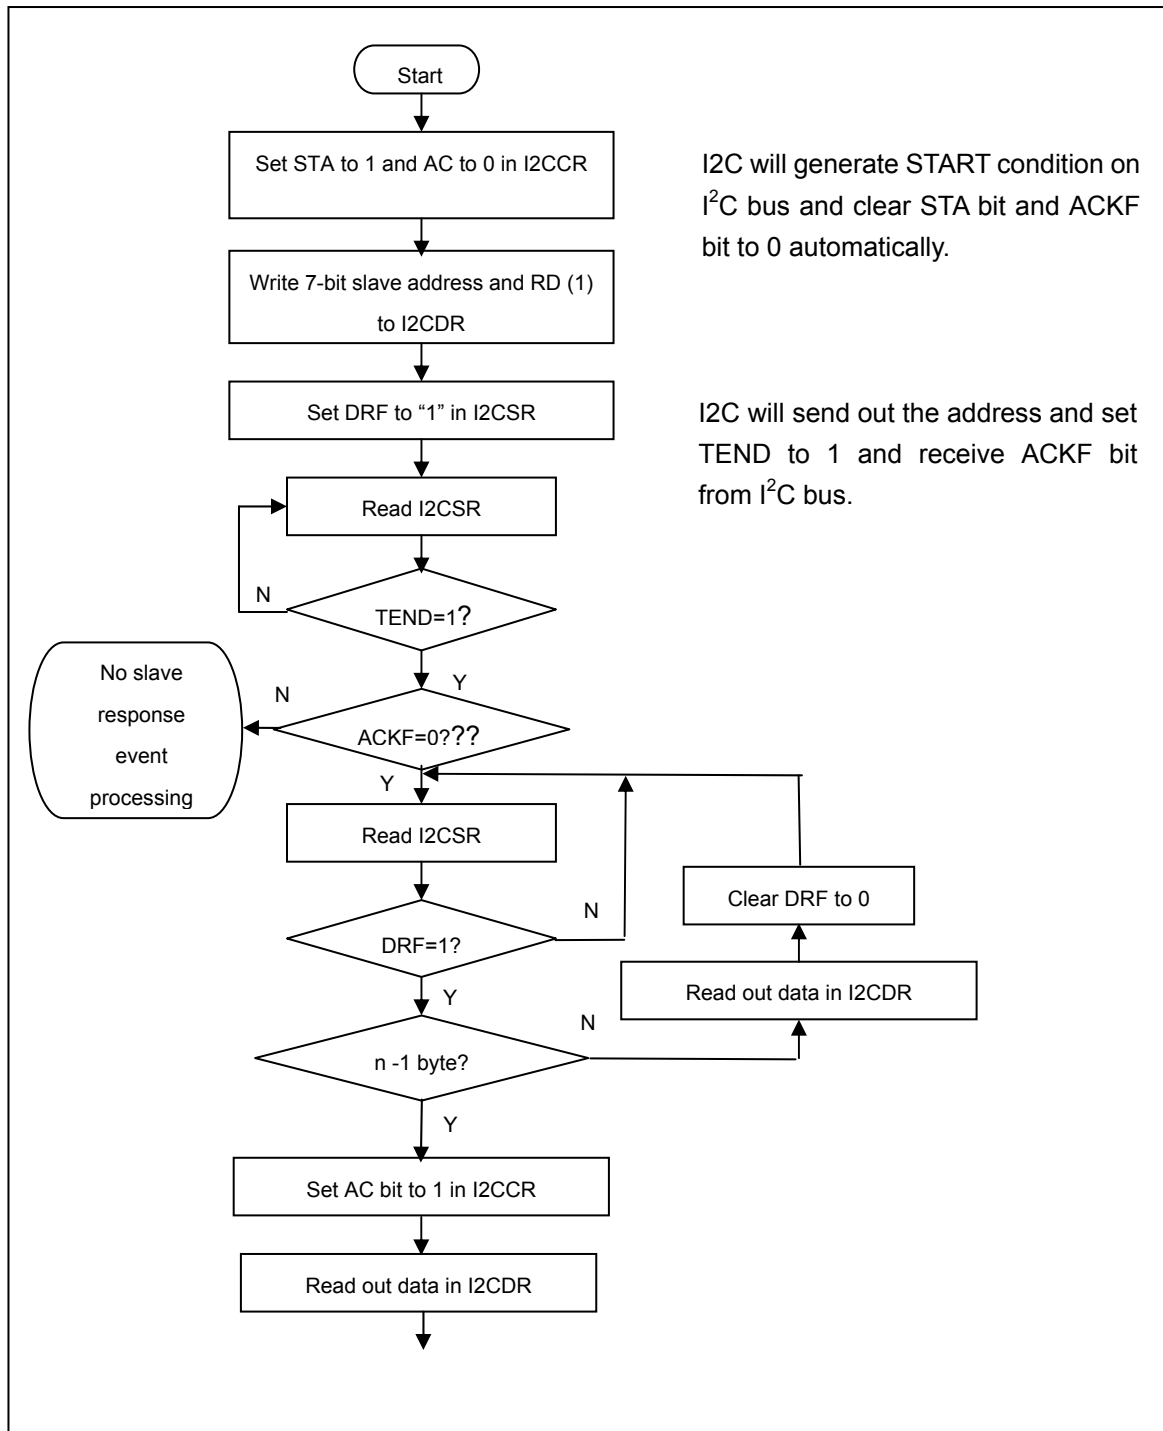 Start
Set STA to 1 and AC to 0 in I2CCR
I2C will generate START condition on
I²C bus and clear STA bit and ACKF
bit to 0 automatically.
Write 7-bit slave address and RD (1)
to I2CDR
Set DRF to “1” in I2CSR
I2C will send out the address and set
TEND to 1 and receive ACKF bit
from I²C bus.
Read I2CSR
N
TEND=1?
Y
No slave
response
event
processing
N
ACKF=0???
Y
Read I2CSR
Clear DRF to 0
N
DRF=1?
Read out data in I2CDR
Y
N
n -1 byte?
Y
Set AC bit to 1 in I2CCR
Read out data in I2CDR